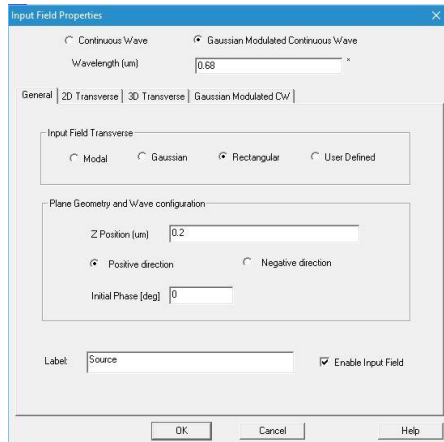 Input Field Properties
Continuous Wave Gaussian Modulated Continuous Wave
Wavelength (um) 0.68
General 2D Transverse 3D Transverse Gaussian Modulated CW
Input Field Transverse
Modal Gaussian Rectangular User Defined
Plane Geometry and Wave configuration
Z Position (um) 0.2
Positive direction Negative direction
Initial Phase [deg] 0
Label: Source Enable Input Field
OK Cancel Help